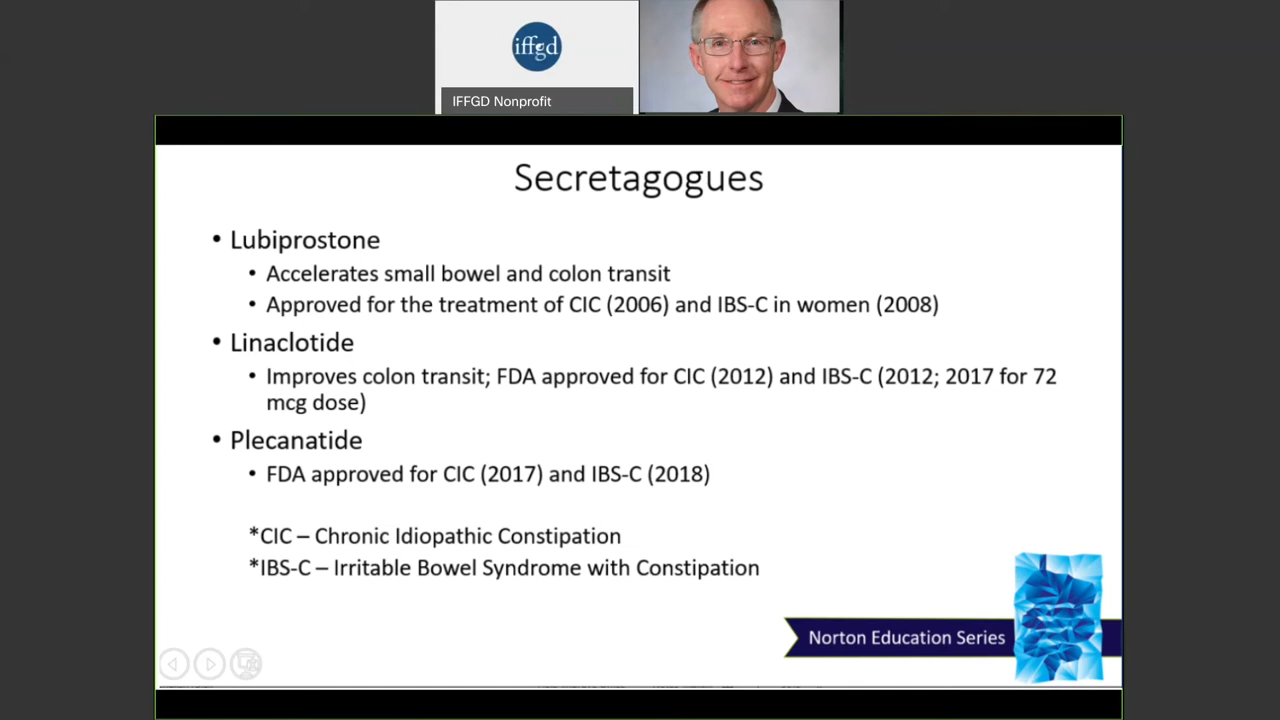 iffgd
IFFGD Nonprofit
Secretagogues
• Lubiprostone
• Accelerates small bowel and colon transit
• Approved for the treatment of CIC (2006) and IBS-C in women (2008)
• Linaclotide
• Improves colon transit; FDA approved for CIC (2012) and IBS-C (2012; 2017 for 72
mcg dose)
• Plecanatide
• FDA approved for CIC (2017) and IBS-C (2018)
*CIC – Chronic Idiopathic Constipation
*IBS-C – Irritable Bowel Syndrome with Constipation
Norton Education Series